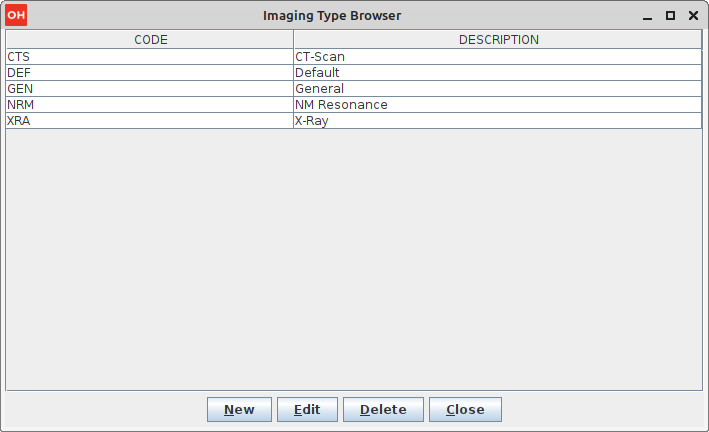 OH Imaging Type Browser
CODE DESCRIPTION
CTS CT-Scan
DEF Default
GEN General
NRM NM Resonance
XRA X-Ray
New Edit Delete Close